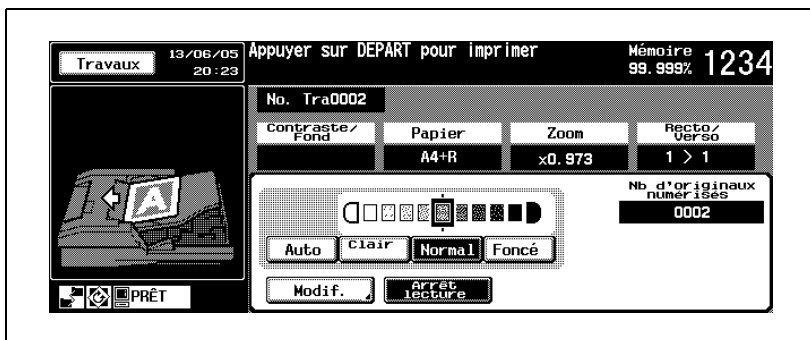 Travaux
13/06/05
20:23
Appuyer sur DEPART pour imprimer
Mémoire
99.999%
1234
No. Tra0002
Contraste/
Fond
Papier
Zoom
Recto/
Verso
A4+R
×0.973
1 > 1
A
Nb d'originaux
numérisés
0002
Auto
Clair
Normal
Foncé
Modif.
Arrêt
lecture
PRÊT